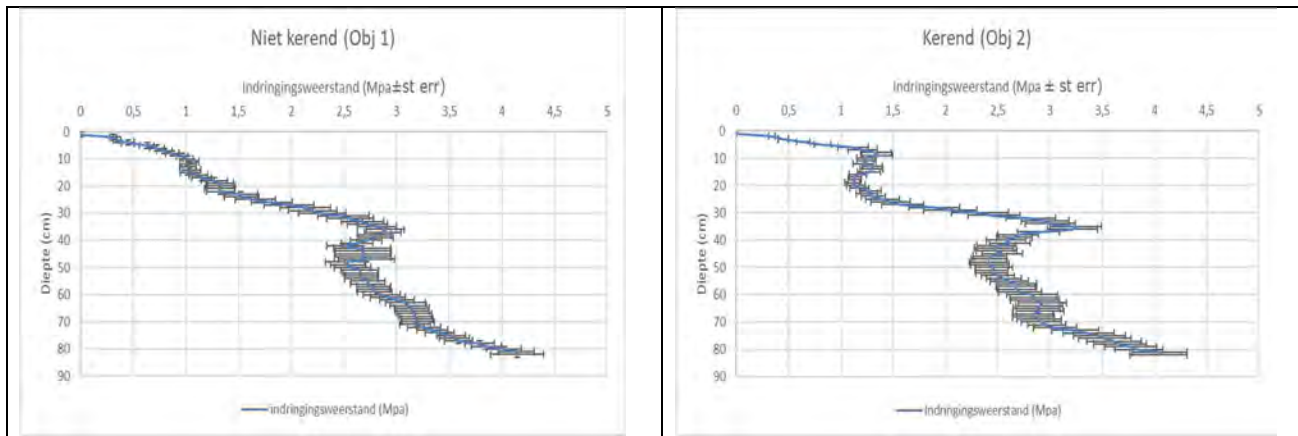 Niet kerend (Obj 1)
Indringingsweerstand (Mpa±st err)
0 0,5 1 1,5 2 2,5 3 3,5 4 4,5 5
Diepte (cm)
0
10
20
30
40
50
60
70
80
90
indringingsweerstand (Mpa)
Kerend (Obj 2)
Indringingsweerstand (Mpa ± st err)
0 0,5 1 1,5 2 2,5 3 3,5 4 4,5 5
Diepte (cm)
0
10
20
30
40
50
60
70
80
90
indringingsweerstand (Mpa)